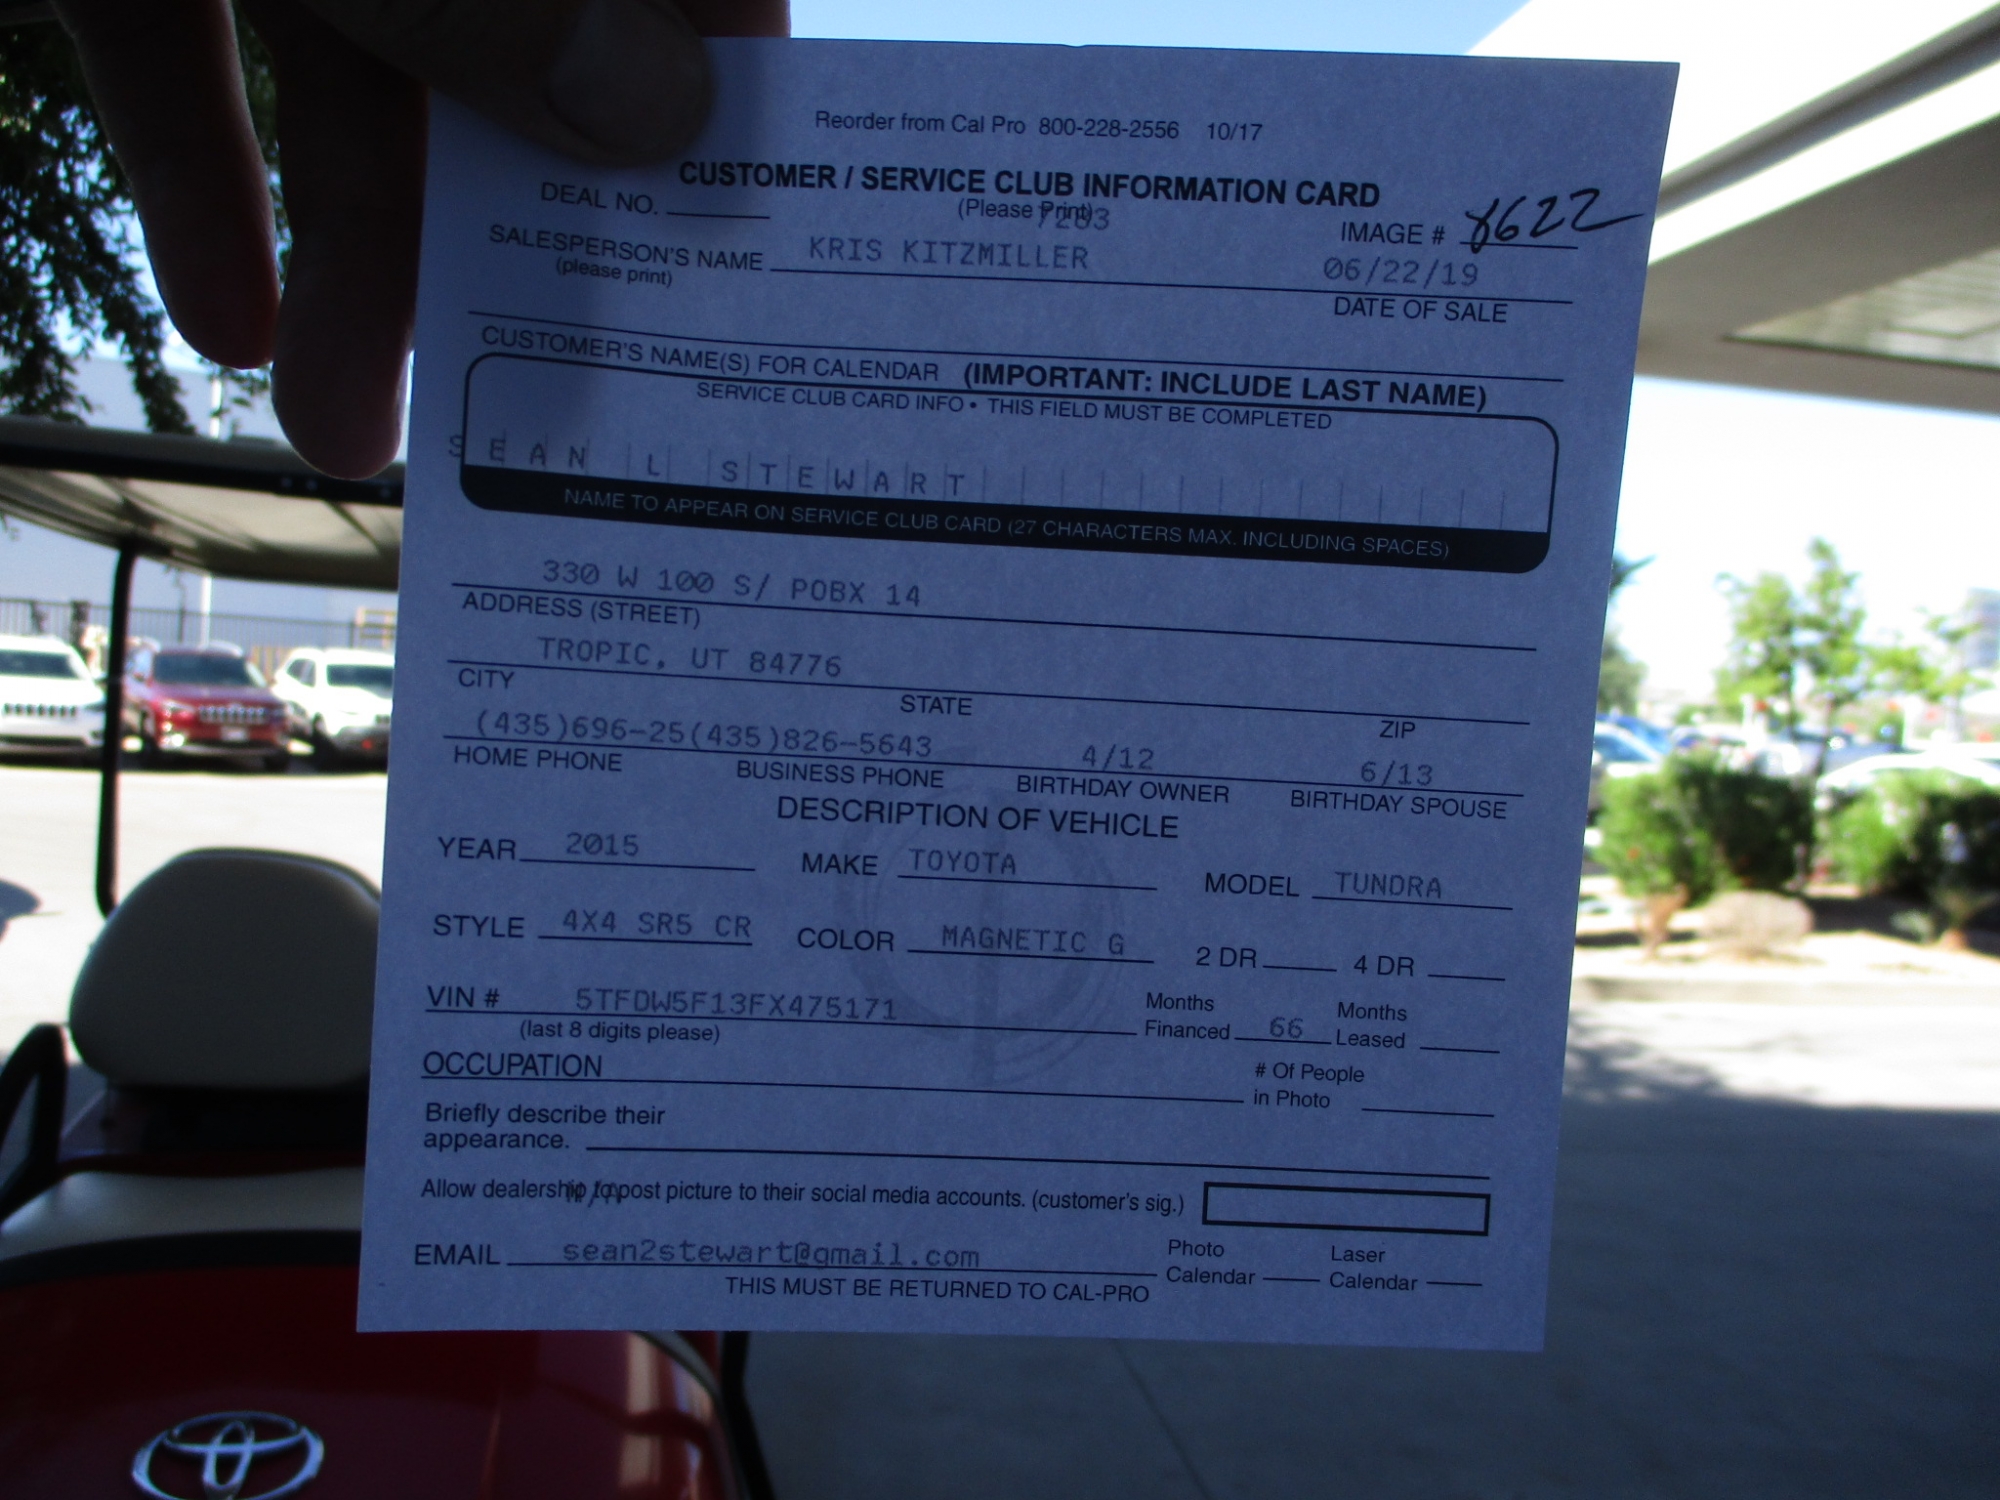 Reorder from Cal Pro 800-228-2556 10/17
CUSTOMER / SERVICE CLUB INFORMATION CARD
DEAL NO. (Please Print) 7283
IMAGE # 8622
SALESPERSON'S NAME KRIS KITZMILLER 06/22/19
(please print) DATE OF SALE
CUSTOMER'S NAME(S) FOR CALENDAR (IMPORTANT: INCLUDE LAST NAME)
SERVICE CLUB CARD INFO • THIS FIELD MUST BE COMPLETED
SEAN L STEWART
NAME TO APPEAR ON SERVICE CLUB CARD (27 CHARACTERS MAX. INCLUDING SPACES)
330 W 100 S/ POBX 14
ADDRESS (STREET)
TROPIC, UT 84776
CITY STATE ZIP
(435)696-25(435)826-5643 4/12 6/13
HOME PHONE BUSINESS PHONE BIRTHDAY OWNER BIRTHDAY SPOUSE
DESCRIPTION OF VEHICLE
YEAR 2015 MAKE TOYOTA MODEL TUNDRA
STYLE 4X4 SR5 CR COLOR MAGNETIC G 2 DR 4 DR
VIN # 5TFDW5F13FX475171 Months Financed 66 Months Leased
(last 8 digits please)
OCCUPATION # Of People in Photo
Briefly describe their
appearance.
N/A
Allow dealership to post picture to their social media accounts. (customer's sig.)
EMAIL sean2stewart@gmail.com Photo Calendar Laser Calendar
THIS MUST BE RETURNED TO CAL-PRO